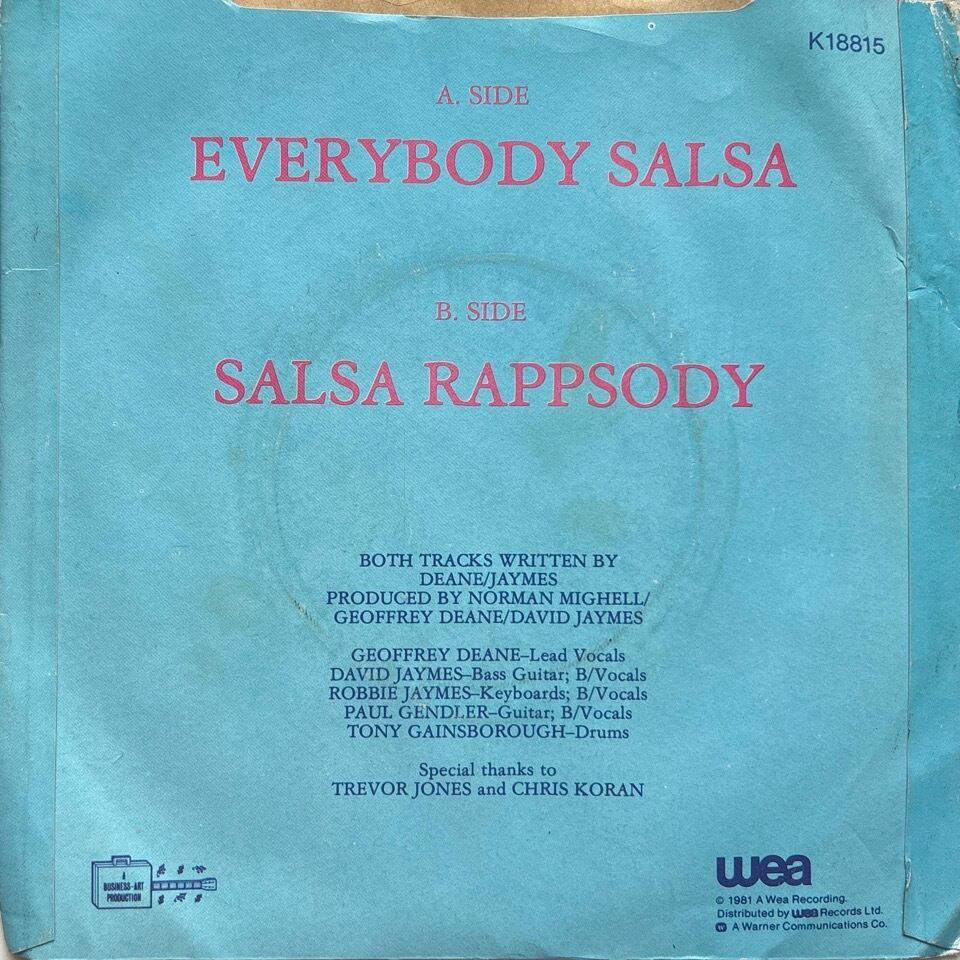 K18815
A. SIDE
EVERYBODY SALSA
B. SIDE
SALSA RAPPSODY
BOTH TRACKS WRITTEN BY
DEANE/JAYMES
PRODUCED BY NORMAN MIGHELL/
GEOFFREY DEANE/DAVID JAYMES
GEOFFREY DEANE–Lead Vocals
DAVID JAYMES–Bass Guitar; B/Vocals
ROBBIE JAYMES–Keyboards; B/Vocals
PAUL GENDLER–Guitar; B/Vocals
TONY GAINSBOROUGH–Drums
Special thanks to
TREVOR JONES and CHRIS KORAN
A
BUSINESS-ART
PRODUCTION
wea
© 1981 A Wea Recording.
Distributed by wea Records Ltd.
W A Warner Communications Co.